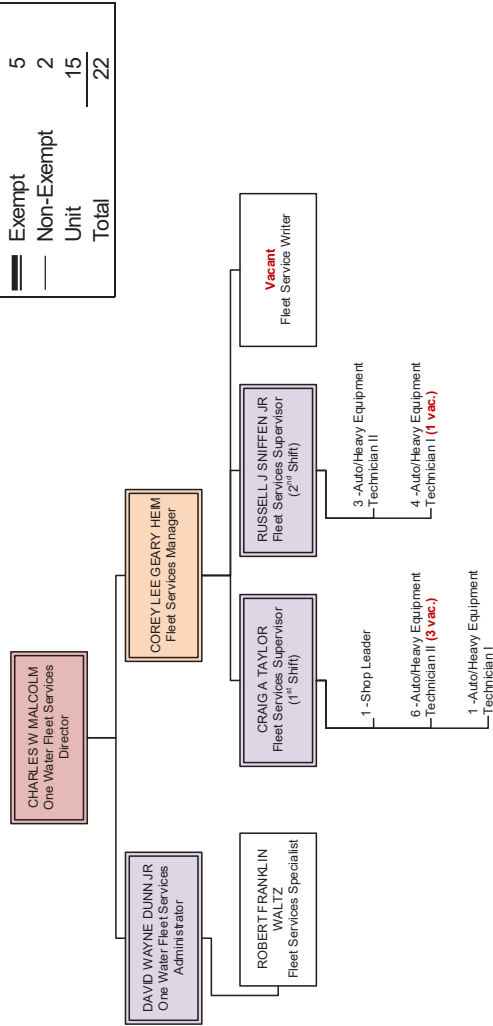 Exempt 5
Non-Exempt 2
Unit 15
Total 22
CHARLES W MALCOLM
One Water Fleet Services
Director
DAVID WAYNE DUNN JR
One Water Fleet Services
Administrator
COREY LEE GEARY HEIM
Fleet Services Manager
ROBERT FRANKLIN
WALTZ
Fleet Services Specialist
CRAIG A TAYLOR
Fleet Services Supervisor
(1st Shift)
RUSSELL J SNIFFEN JR
Fleet Services Supervisor
(2nd Shift)
Vacant
Fleet Service Writer
1 -Shop Leader
6 -Auto/Heavy Equipment
Technician II (3 vac.)
1 -Auto/Heavy Equipment
Technician I
3 -Auto/Heavy Equipment
Technician II
4 -Auto/Heavy Equipment
Technician I (1 vac.)